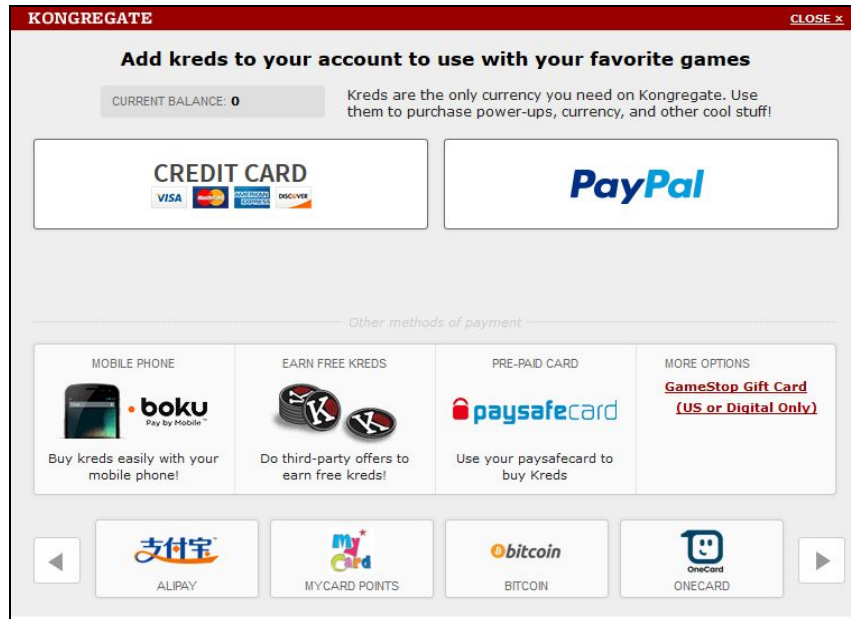 KONGREGATE
CLOSE ×
Add kreds to your account to use with your favorite games
CURRENT BALANCE: 0
Kreds are the only currency you need on Kongregate. Use
them to purchase power-ups, currency, and other cool stuff!
CREDIT CARD
VISA MasterCard AMERICAN EXPRESS DISCOVER
PayPal
Other methods of payment
MOBILE PHONE
boku
Pay by Mobile™
Buy kreds easily with your
mobile phone!
EARN FREE KREDS
K K
Do third-party offers to
earn free kreds!
PRE-PAID CARD
paysafecard
Use your paysafecard to
buy Kreds
MORE OPTIONS
GameStop Gift Card
(US or Digital Only)
支付宝
ALIPAY
my Card
MYCARD POINTS
bitcoin
BITCOIN
OneCard
ONECARD